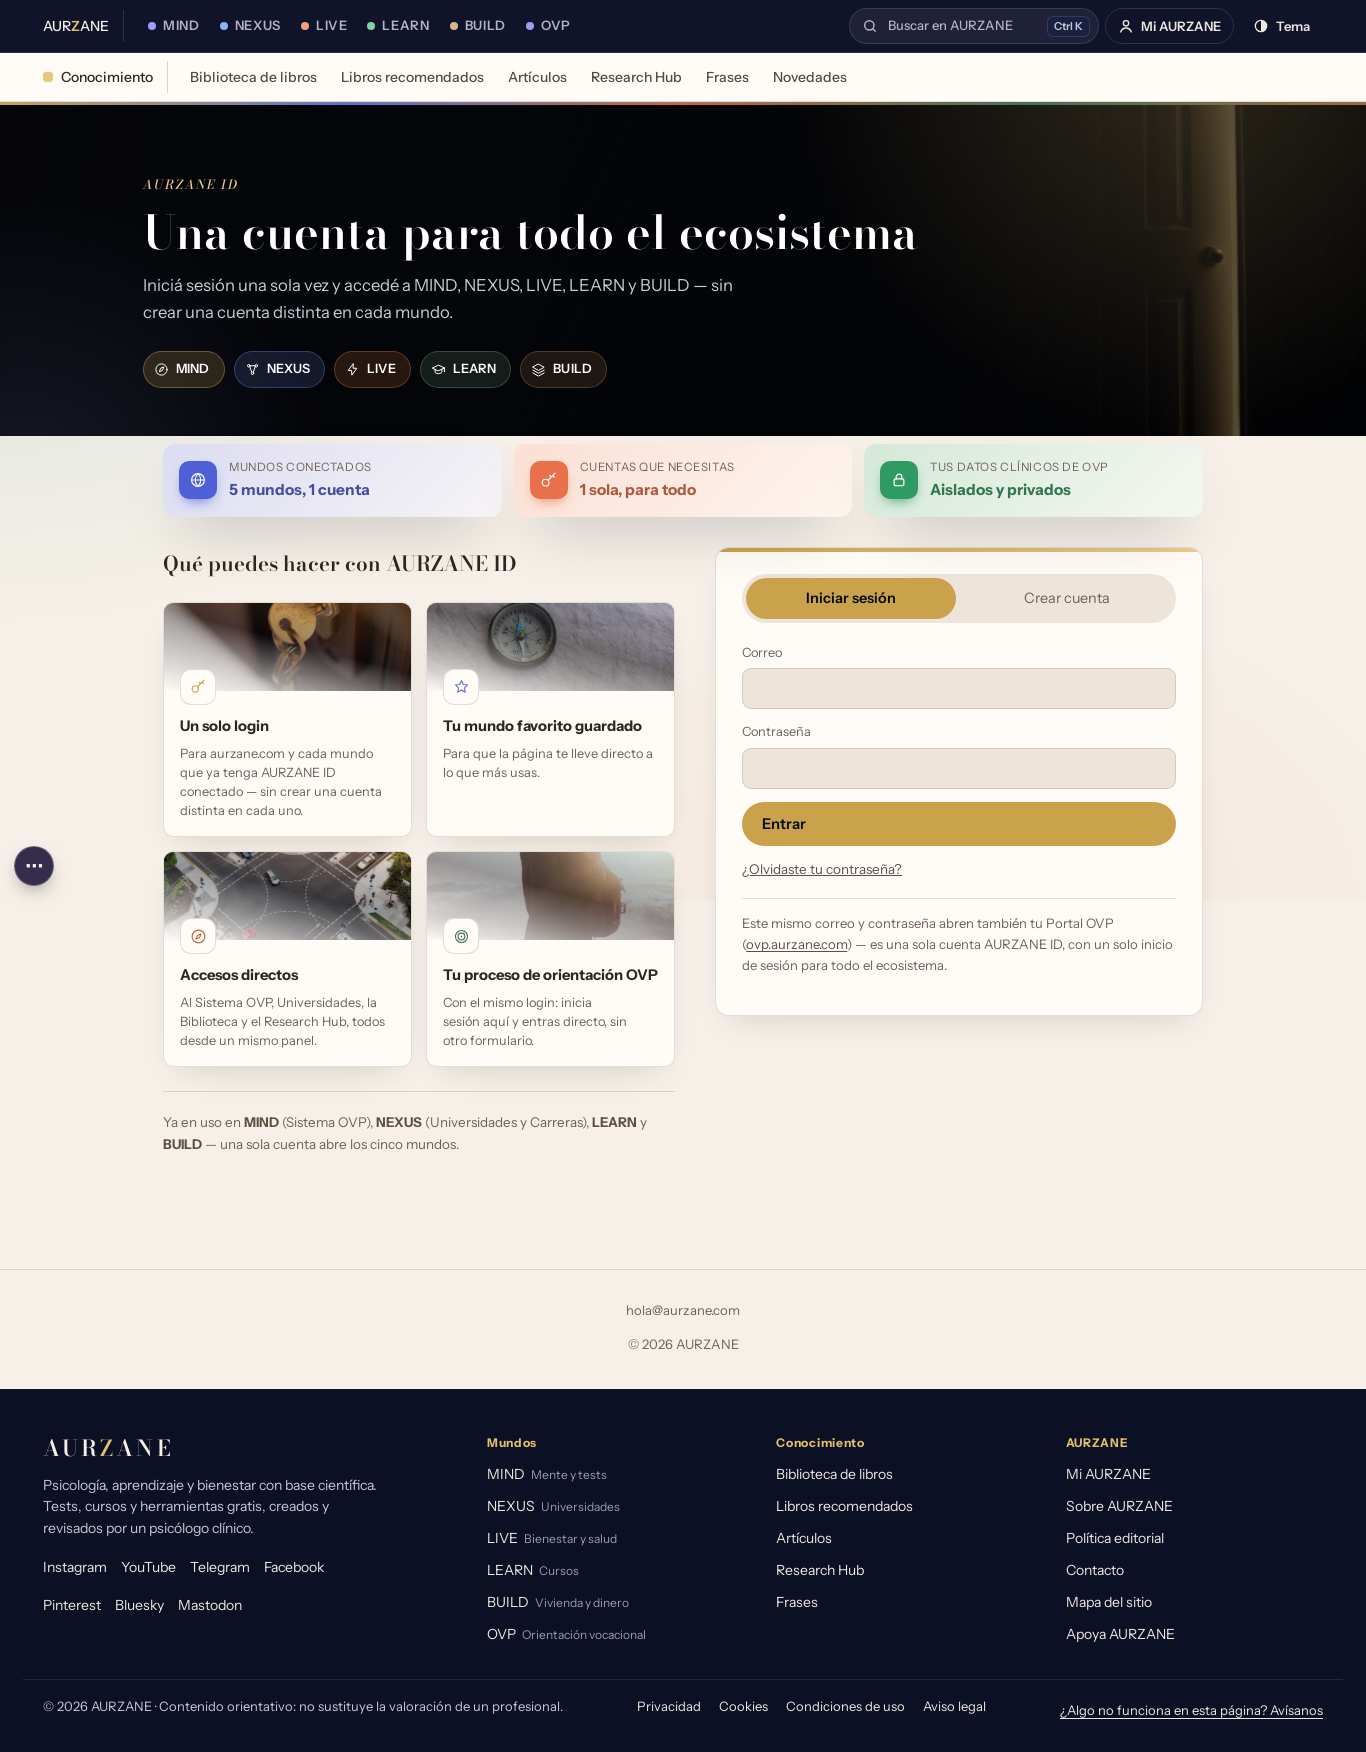 AURZANE
MIND
NEXUS
LIVE
LEARN
BUILD
OVP
Buscar en AURZANE
Ctrl K
Mi AURZANE
Tema
Conocimiento
Biblioteca de libros
Libros recomendados
Artículos
Research Hub
Frases
Novedades
AURZANE ID
Una cuenta para todo el ecosistema
Iniciá sesión una sola vez y accedé a MIND, NEXUS, LIVE, LEARN y BUILD — sin
crear una cuenta distinta en cada mundo.
MIND
NEXUS
LIVE
LEARN
BUILD
MUNDOS CONECTADOS
5 mundos, 1 cuenta
CUENTAS QUE NECESITAS
1 sola, para todo
TUS DATOS CLÍNICOS DE OVP
Aislados y privados
Qué puedes hacer con AURZANE ID
Un solo login
Para aurzane.com y cada mundo
que ya tenga AURZANE ID
conectado — sin crear una cuenta
distinta en cada uno.
Tu mundo favorito guardado
Para que la página te lleve directo a
lo que más usas.
Accesos directos
Al Sistema OVP, Universidades, la
Biblioteca y el Research Hub, todos
desde un mismo panel.
Tu proceso de orientación OVP
Con el mismo login: inicia
sesión aquí y entras directo, sin
otro formulario.
Ya en uso en MIND (Sistema OVP), NEXUS (Universidades y Carreras), LEARN y
BUILD — una sola cuenta abre los cinco mundos.
Iniciar sesión
Crear cuenta
Correo
Contraseña
Entrar
¿Olvidaste tu contraseña?
Este mismo correo y contraseña abren también tu Portal OVP
(ovp.aurzane.com) — es una sola cuenta AURZANE ID, con un solo inicio
de sesión para todo el ecosistema.
hola@aurzane.com
© 2026 AURZANE
AURZANE
Psicología, aprendizaje y bienestar con base científica.
Tests, cursos y herramientas gratis, creados y
revisados por un psicólogo clínico.
Instagram
YouTube
Telegram
Facebook
Pinterest
Bluesky
Mastodon
Mundos
MIND Mente y tests
NEXUS Universidades
LIVE Bienestar y salud
LEARN Cursos
BUILD Vivienda y dinero
OVP Orientación vocacional
Conocimiento
Biblioteca de libros
Libros recomendados
Artículos
Research Hub
Frases
AURZANE
Mi AURZANE
Sobre AURZANE
Política editorial
Contacto
Mapa del sitio
Apoya AURZANE
© 2026 AURZANE · Contenido orientativo: no sustituye la valoración de un profesional.
Privacidad
Cookies
Condiciones de uso
Aviso legal
¿Algo no funciona en esta página? Avísanos